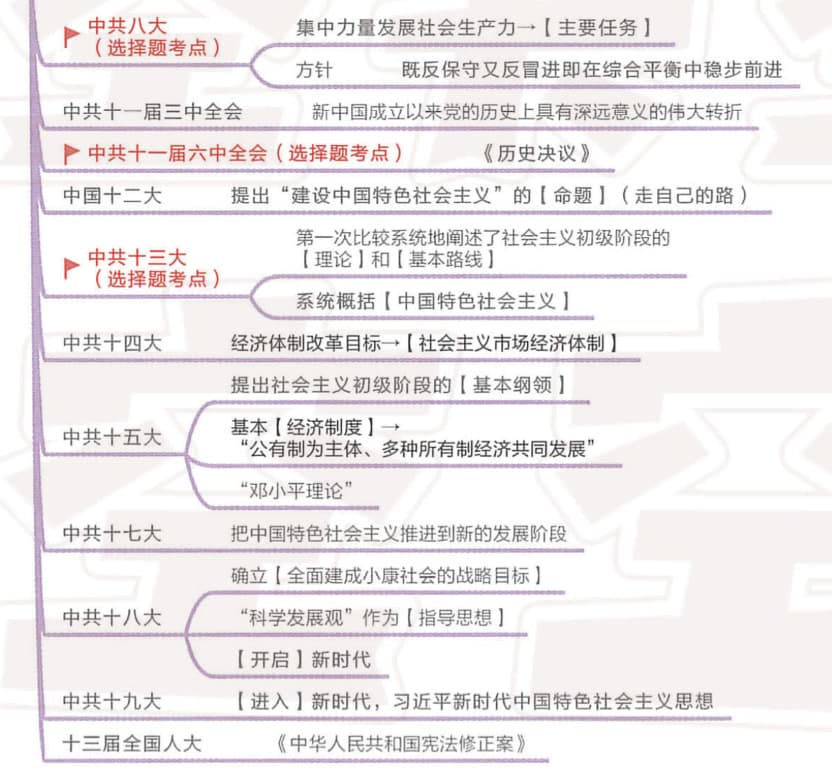 中共八大
（选择题考点）
集中力量发展社会生产力→【主要任务】
方针 既反保守又反冒进即在综合平衡中稳步前进
中共十一届三中全会 新中国成立以来党的历史上具有深远意义的伟大转折
中共十一届六中全会（选择题考点） 《历史决议》
中国十二大 提出“建设中国特色社会主义”的【命题】（走自己的路）
中共十三大
（选择题考点）
第一次比较系统地阐述了社会主义初级阶段的
【理论】和【基本路线】
系统概括【中国特色社会主义】
中共十四大 经济体制改革目标→【社会主义市场经济体制】
中共十五大
提出社会主义初级阶段的【基本纲领】
基本【经济制度】→
“公有制为主体、多种所有制经济共同发展”
“邓小平理论”
中共十七大 把中国特色社会主义推进到新的发展阶段
中共十八大
确立【全面建成小康社会的战略目标】
“科学发展观”作为【指导思想】
【开启】新时代
中共十九大 【进入】新时代，习近平新时代中国特色社会主义思想
十三届全国人大 《中华人民共和国宪法修正案》